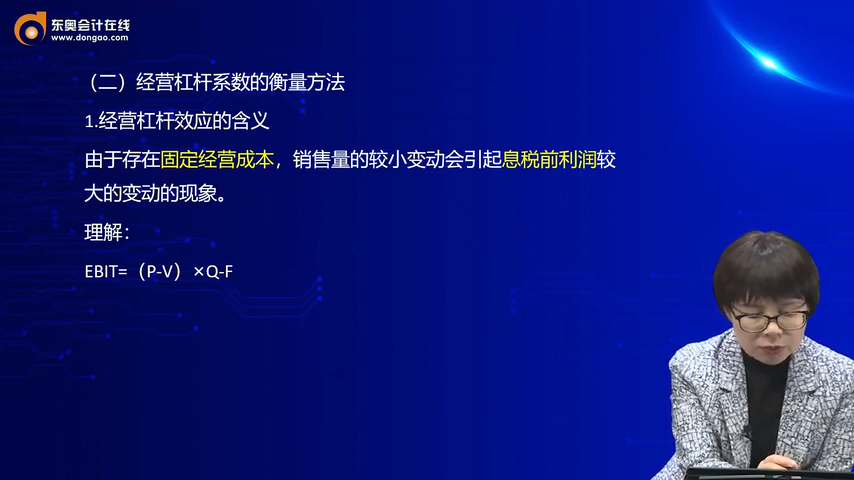 东奥会计在线
www.dongao.com
（二）经营杠杆系数的衡量方法
1.经营杠杆效应的含义
由于存在固定经营成本，销售量的较小变动会引起息税前利润较
大的变动的现象。
理解：
EBIT=（P-V）×Q-F